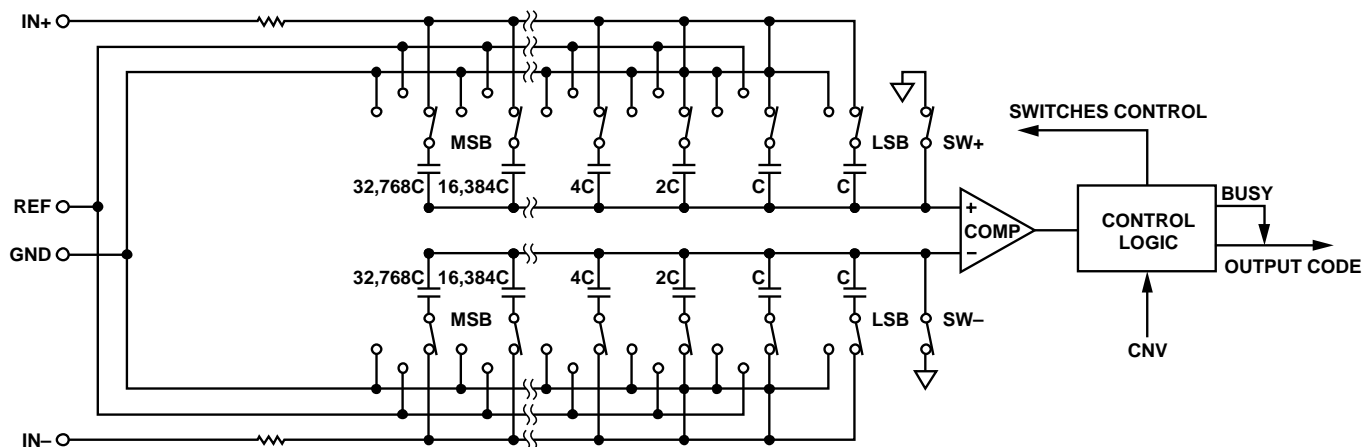 IN+
SWITCHES CONTROL
MSB
LSB
SW+
32,768C
16,384C
4C
2C
C
C
BUSY
REF
+
COMP
−
CONTROL
LOGIC
GND
OUTPUT CODE
32,768C
16,384C
4C
2C
C
C
MSB
LSB
SW–
CNV
IN–